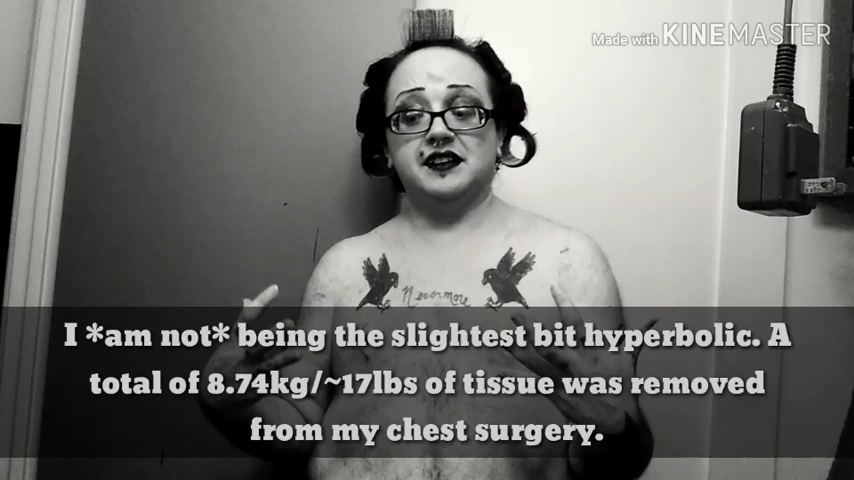 Made with KINEMASTER
Nevermore
I *am not* being the slightest bit hyperbolic. A
total of 8.74kg/~17lbs of tissue was removed
from my chest surgery.